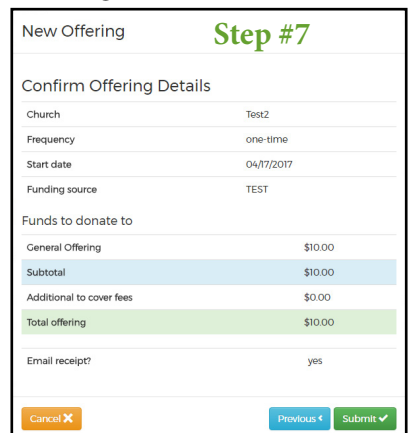 New Offering Step #7
Confirm Offering Details
Church Test2
Frequency one-time
Start date 04/17/2017
Funding source TEST
Funds to donate to
General Offering $10.00
Subtotal $10.00
Additional to cover fees $0.00
Total offering $10.00
Email receipt? yes
Cancel Previous Submit